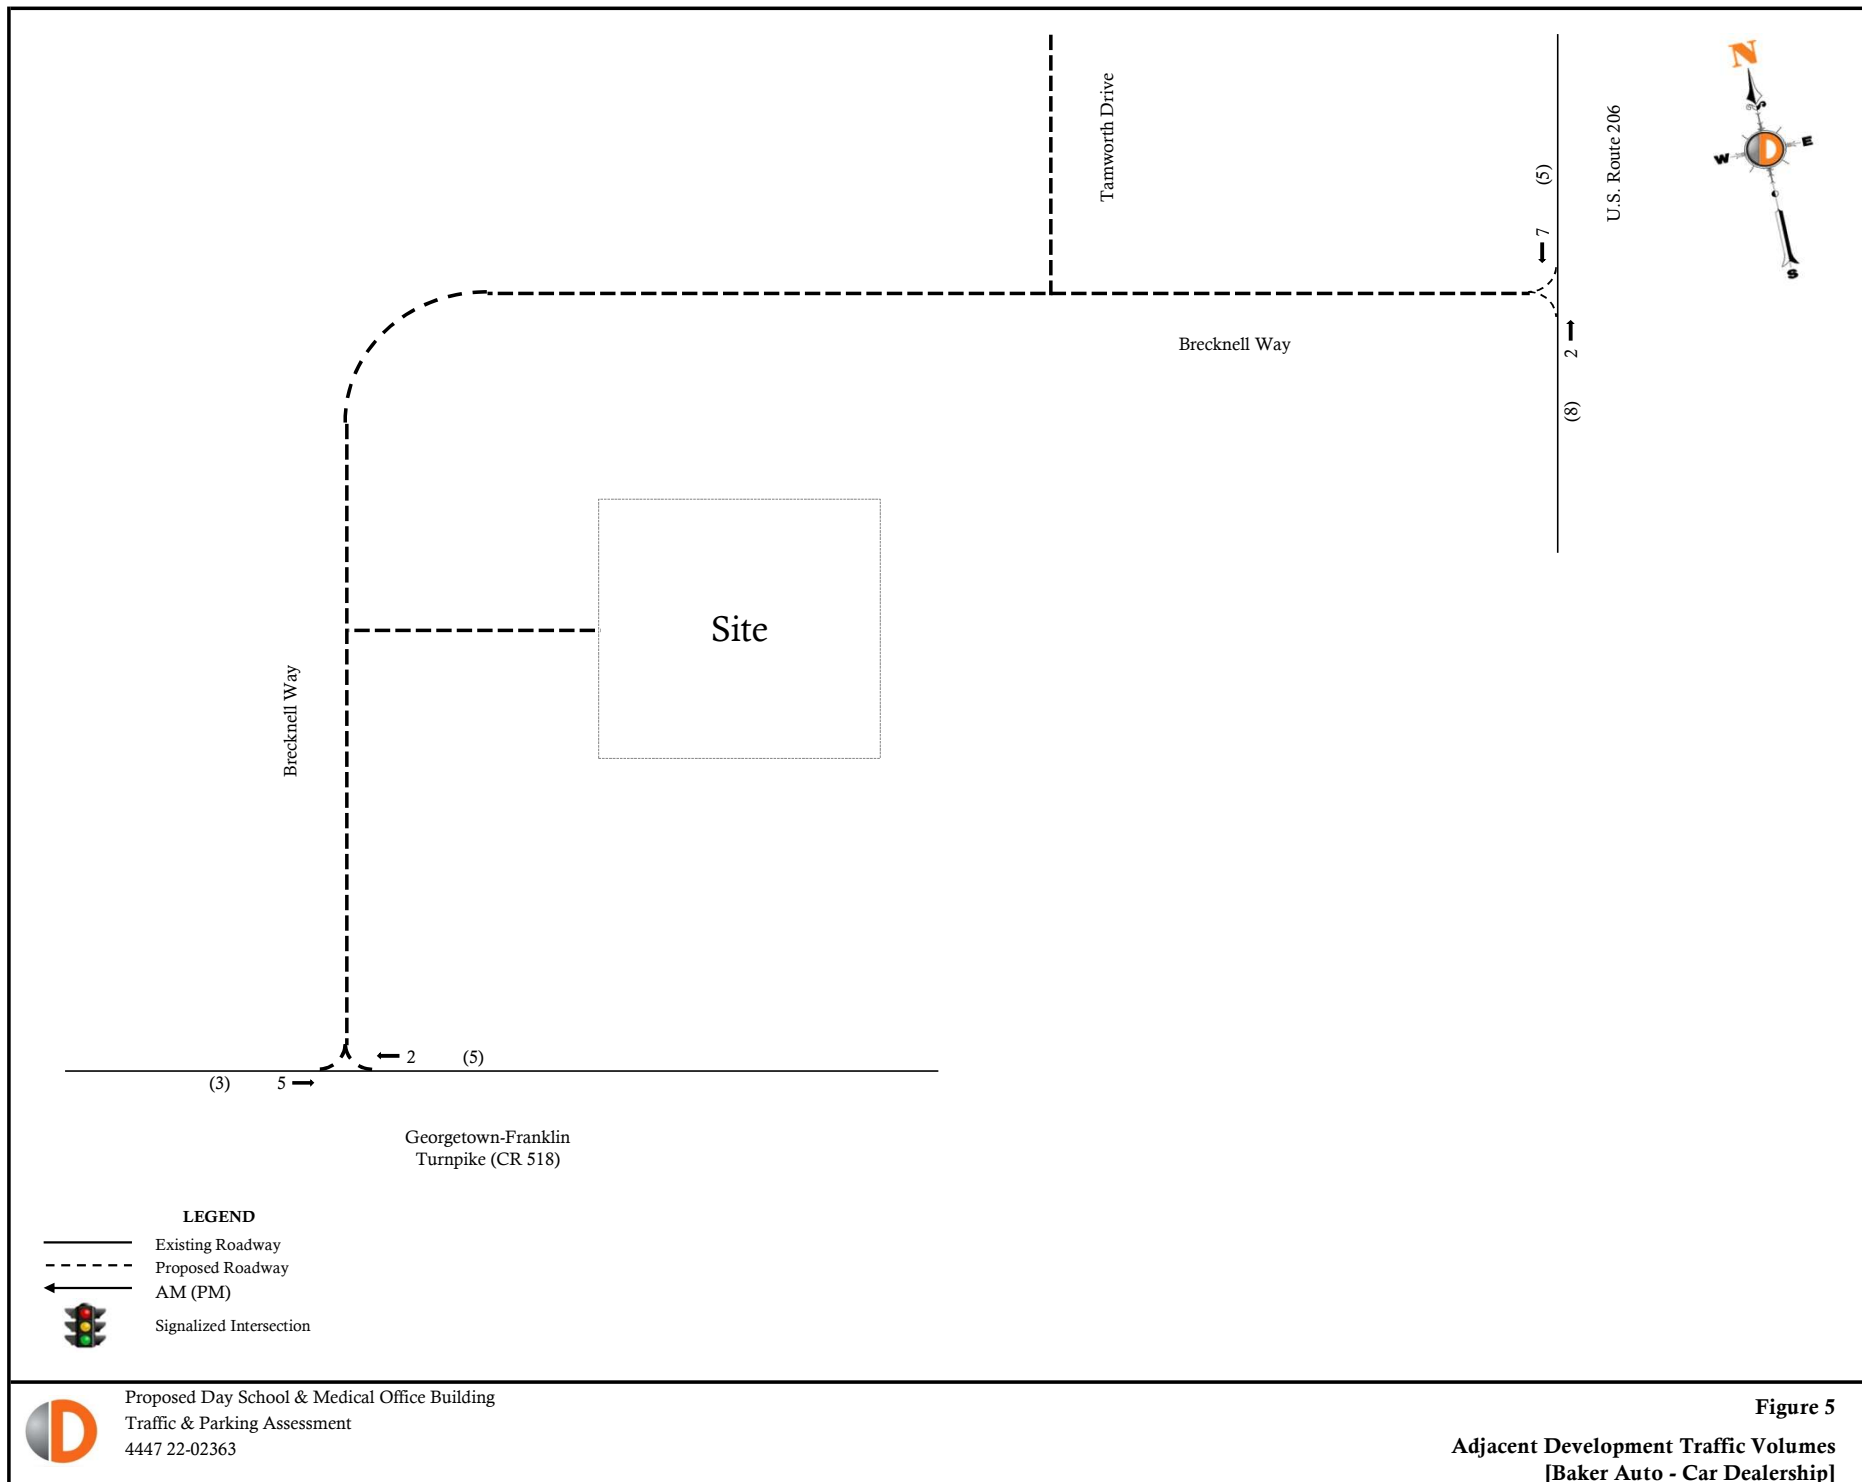 N
W
E
S
Tamworth Drive
U.S. Route 206
(5)
7
2
(8)
Brecknell Way
Site
Brecknell Way
2 (5)
(3) 5
Georgetown-Franklin
Turnpike (CR 518)
LEGEND
Existing Roadway
Proposed Roadway
AM (PM)
Signalized Intersection
D
Proposed Day School & Medical Office Building
Traffic & Parking Assessment
4447 22-02363
Figure 5
Adjacent Development Traffic Volumes
[Baker Auto - Car Dealership]